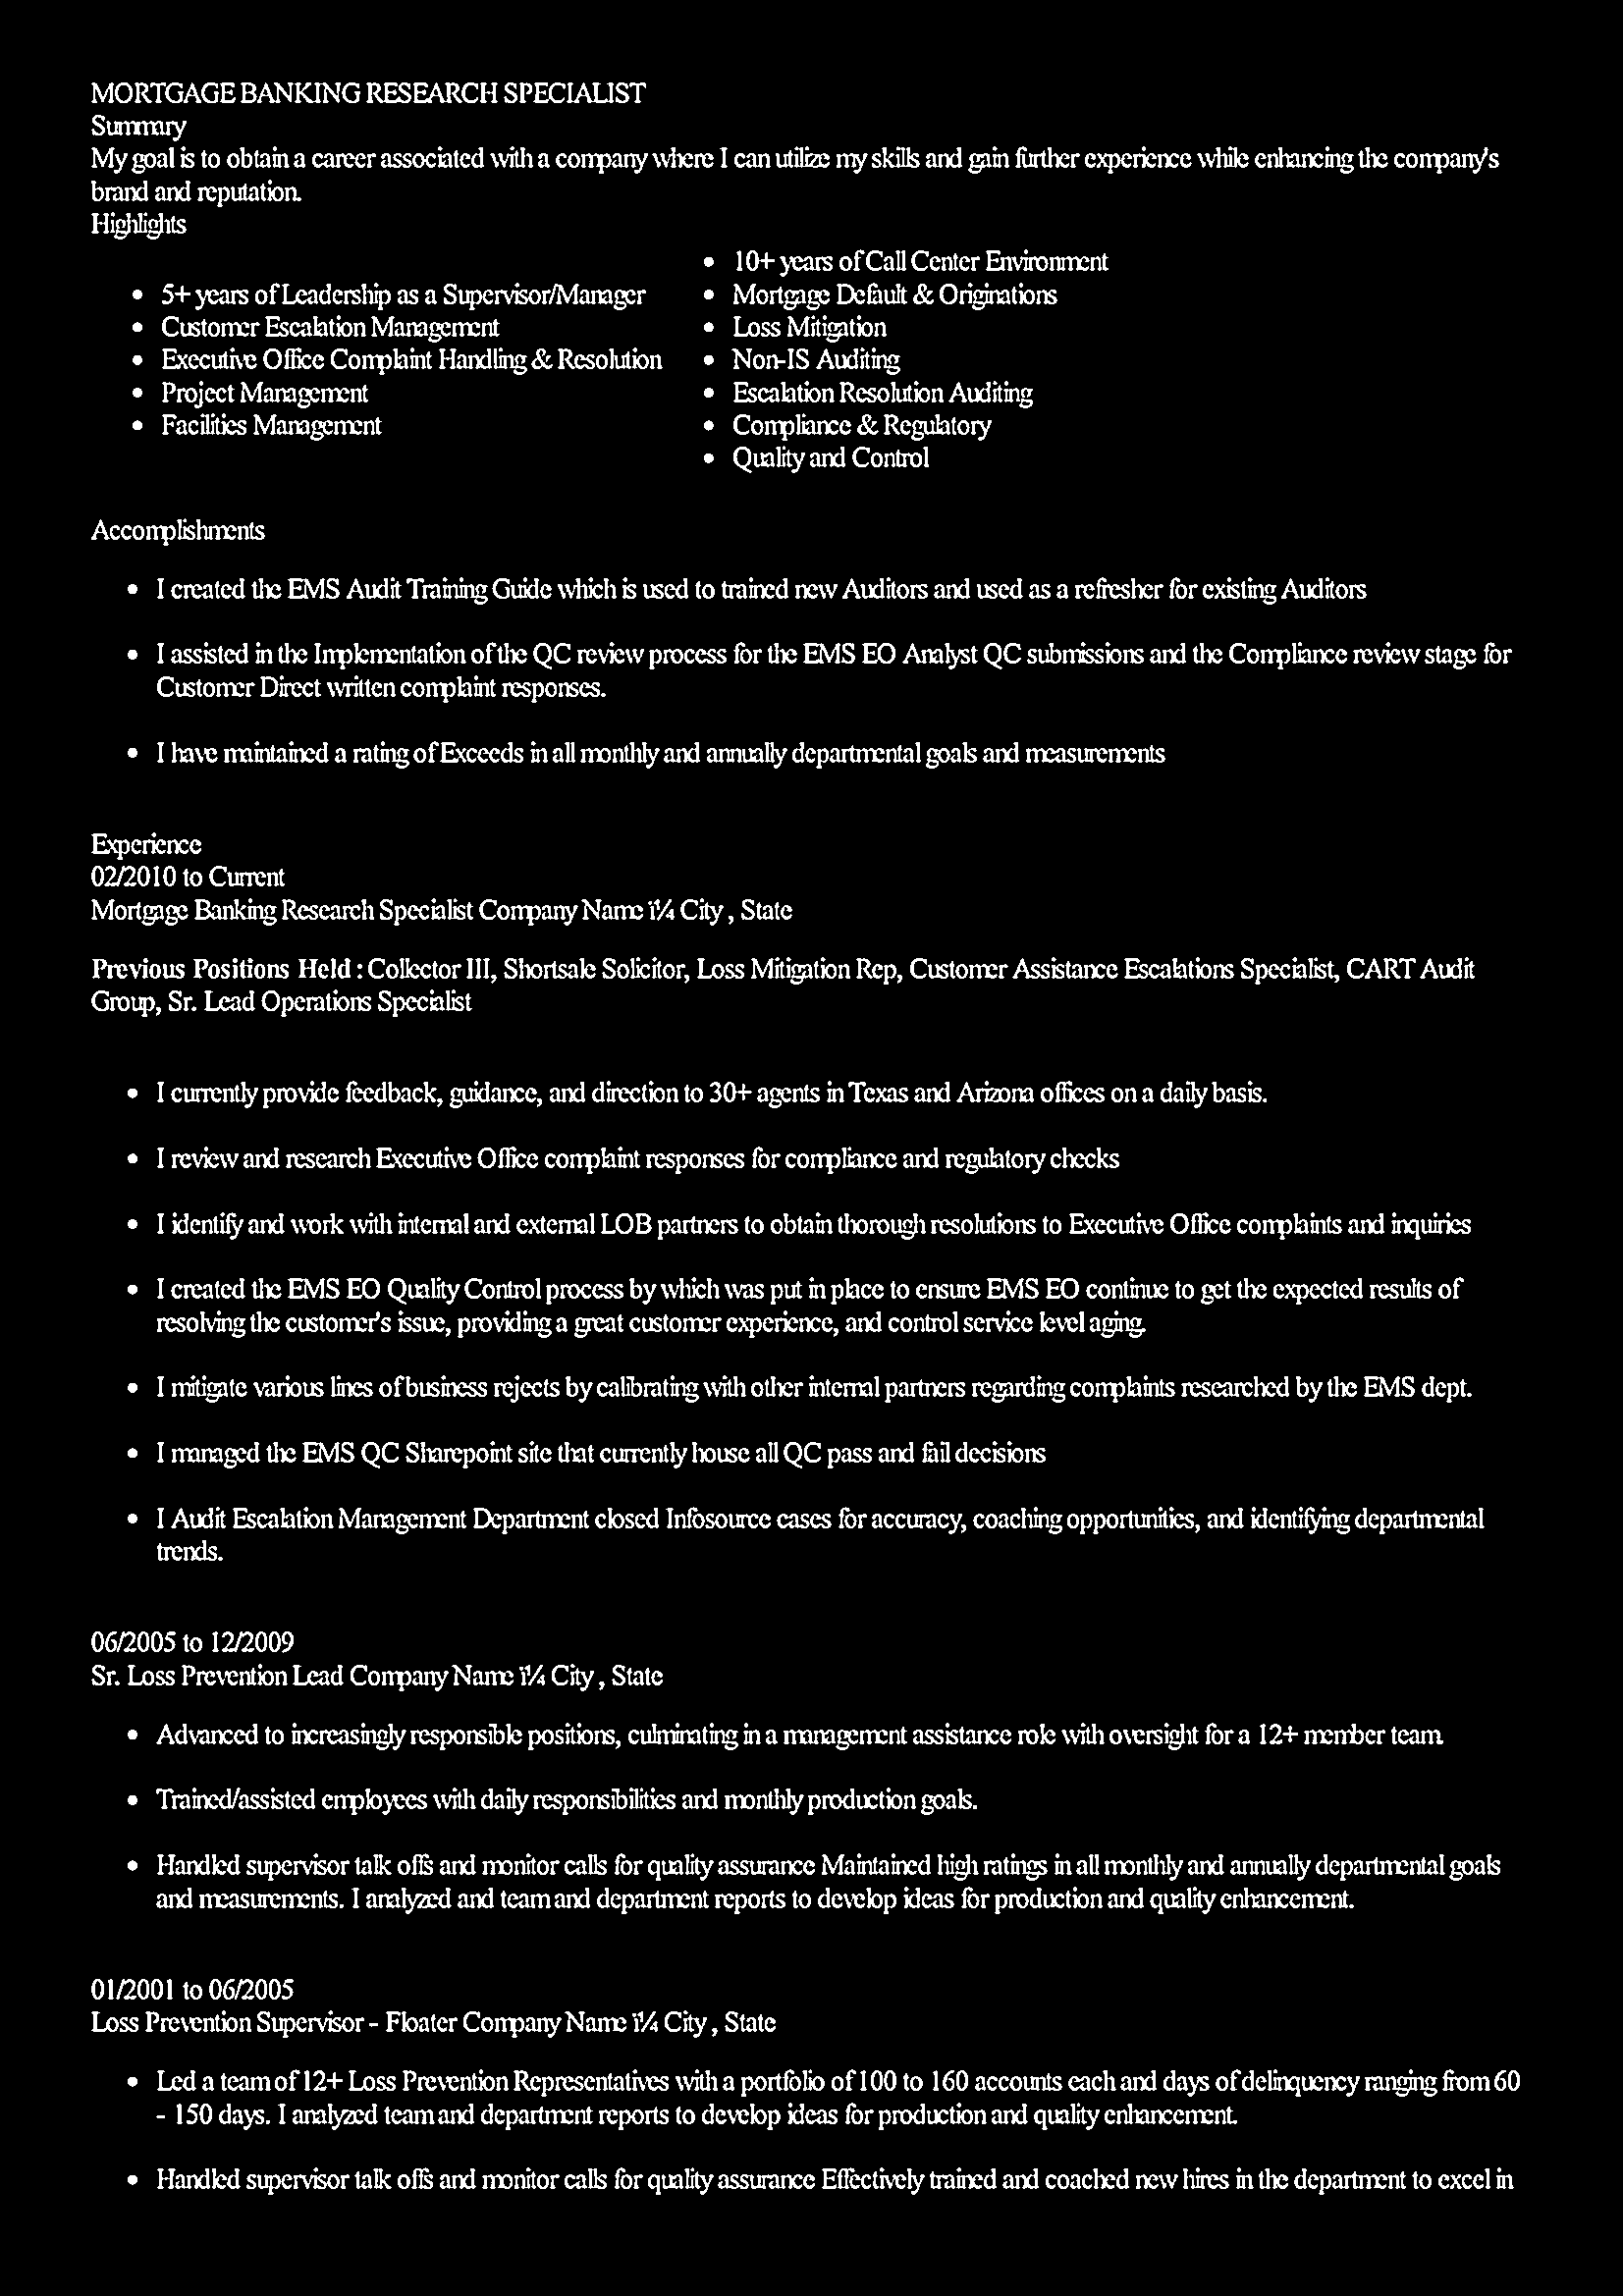 MORTGAGE BANKING RESEARCH SPECIALIST
Summary
My goal is to obtain a career associated with a company where I can utilize my skills and gain further experience while enhancing the company's
brand and reputation.
Highlights
• 5+ years of Leadership as a Supervisor/Manager
• Customer Escalation Management
• Executive Office Complaint Handling & Resolution
• Project Management
• Facilities Management
• 10+ years of Call Center Environment
• Mortgage Default & Originations
• Loss Mitigation
• Non-IS Auditing
• Escalation Resolution Auditing
• Compliance & Regulatory
• Quality and Control
Accomplishments
• I created the EMS Audit Training Guide which is used to trained new Auditors and used as a refresher for existing Auditors
• I assisted in the Implementation of the QC review process for the EMS EO Analyst QC submissions and the Compliance review stage for
Customer Direct written complaint responses.
• I have maintained a rating of Exceeds in all monthly and annually departmental goals and measurements
Experience
02/2010 to Current
Mortgage Banking Research Specialist Company Name ï¼ City , State
Previous Positions Held : Collector III, Shortsale Solicitor, Loss Mitigation Rep, Customer Assistance Escalations Specialist, CART Audit
Group, Sr. Lead Operations Specialist
• I currently provide feedback, guidance, and direction to 30+ agents in Texas and Arizona offices on a daily basis.
• I review and research Executive Office complaint responses for compliance and regulatory checks
• I identify and work with internal and external LOB partners to obtain thorough resolutions to Executive Office complaints and inquiries
• I created the EMS EO Quality Control process by which was put in place to ensure EMS EO continue to get the expected results of
resolving the customer's issue, providing a great customer experience, and control service level aging.
• I mitigate various lines of business rejects by calibrating with other internal partners regarding complaints researched by the EMS dept.
• I managed the EMS QC Sharepoint site that currently house all QC pass and fail decisions
• I Audit Escalation Management Department closed Infosource cases for accuracy, coaching opportunities, and identifying departmental
trends.
06/2005 to 12/2009
Sr. Loss Prevention Lead Company Name ï¼ City , State
• Advanced to increasingly responsible positions, culminating in a management assistance role with oversight for a 12+ member team.
• Trained/assisted employees with daily responsibilities and monthly production goals.
• Handled supervisor talk offs and monitor calls for quality assurance Maintained high ratings in all monthly and annually departmental goals
and measurements. I analyzed and team and department reports to develop ideas for production and quality enhancement.
01/2001 to 06/2005
Loss Prevention Supervisor - Floater Company Name ï¼ City , State
• Led a team of 12+ Loss Prevention Representatives with a portfolio of 100 to 160 accounts each and days of delinquency ranging from 60
- 150 days. I analyzed team and department reports to develop ideas for production and quality enhancement.
• Handled supervisor talk offs and monitor calls for quality assurance Effectively trained and coached new hires in the department to excel in